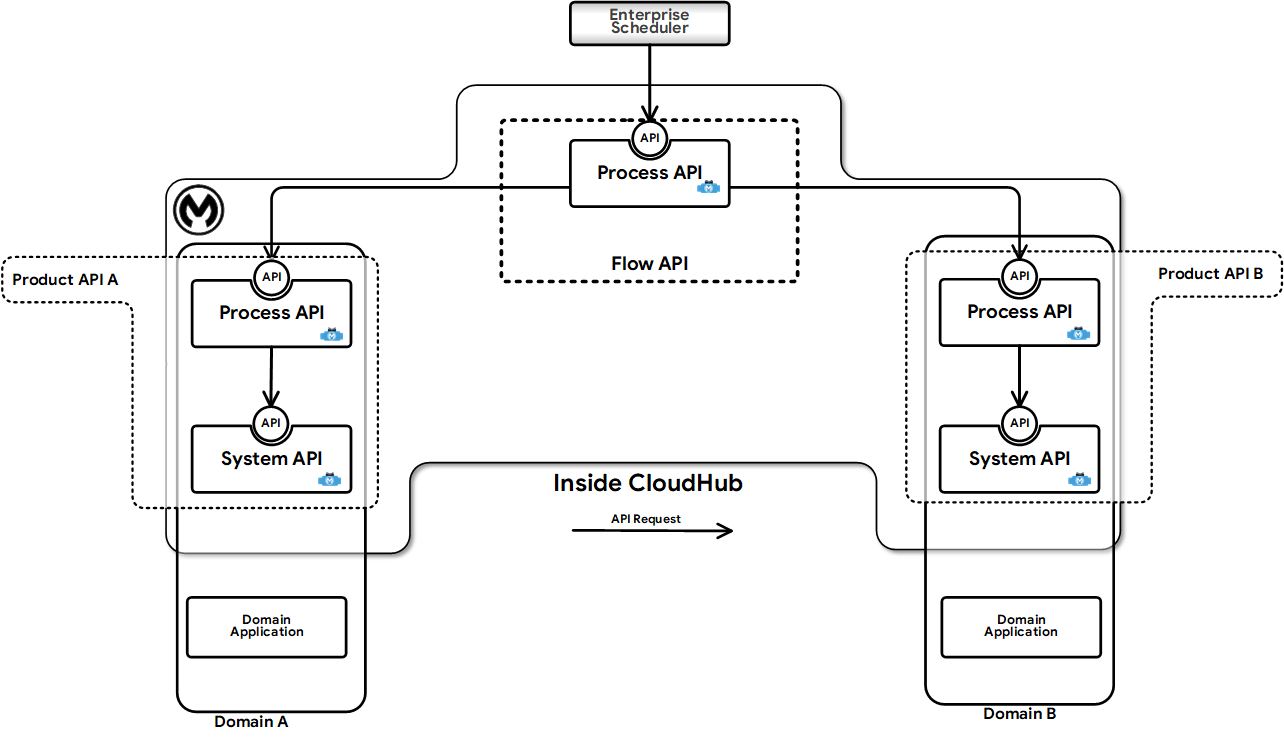 Enterprise
Scheduler
API
Process API
Flow API
Product API A
API
Process API
API
System API
Product API B
API
Process API
API
System API
Inside CloudHub
API Request
Domain
Application
Domain A
Domain
Application
Domain B